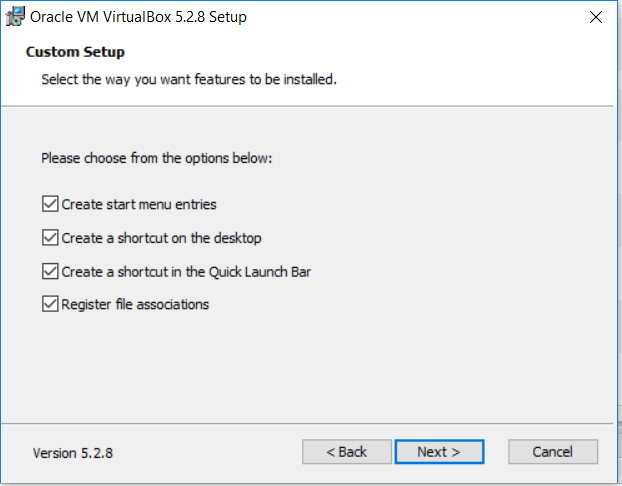 Oracle VM VirtualBox 5.2.8 Setup
Custom Setup
Select the way you want features to be installed.
Please choose from the options below:
Create start menu entries
Create a shortcut on the desktop
Create a shortcut in the Quick Launch Bar
Register file associations
Version 5.2.8
< Back
Next >
Cancel